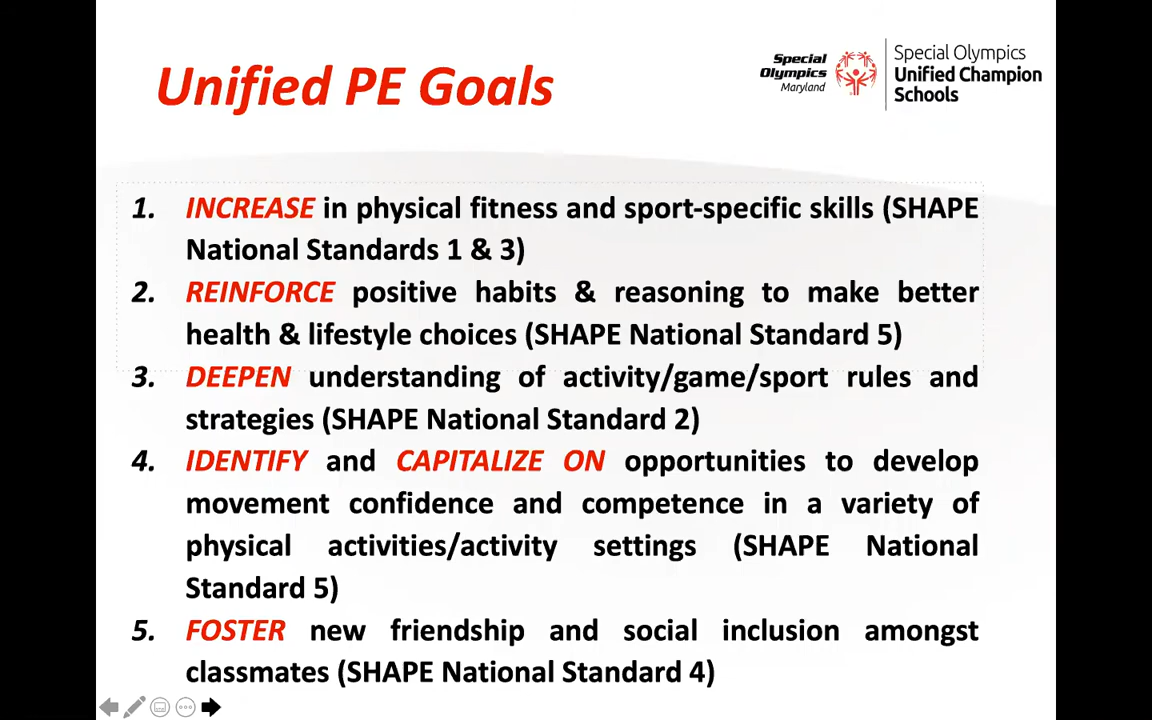 Unified PE Goals
Special
Olympics
Maryland
Special Olympics
Unified Champion
Schools
1. INCREASE in physical fitness and sport-specific skills (SHAPE
National Standards 1 & 3)
2. REINFORCE positive habits & reasoning to make better
health & lifestyle choices (SHAPE National Standard 5)
3. DEEPEN understanding of activity/game/sport rules and
strategies (SHAPE National Standard 2)
4. IDENTIFY and CAPITALIZE ON opportunities to develop
movement confidence and competence in a variety of
physical activities/activity settings (SHAPE National
Standard 5)
5. FOSTER new friendship and social inclusion amongst
classmates (SHAPE National Standard 4)